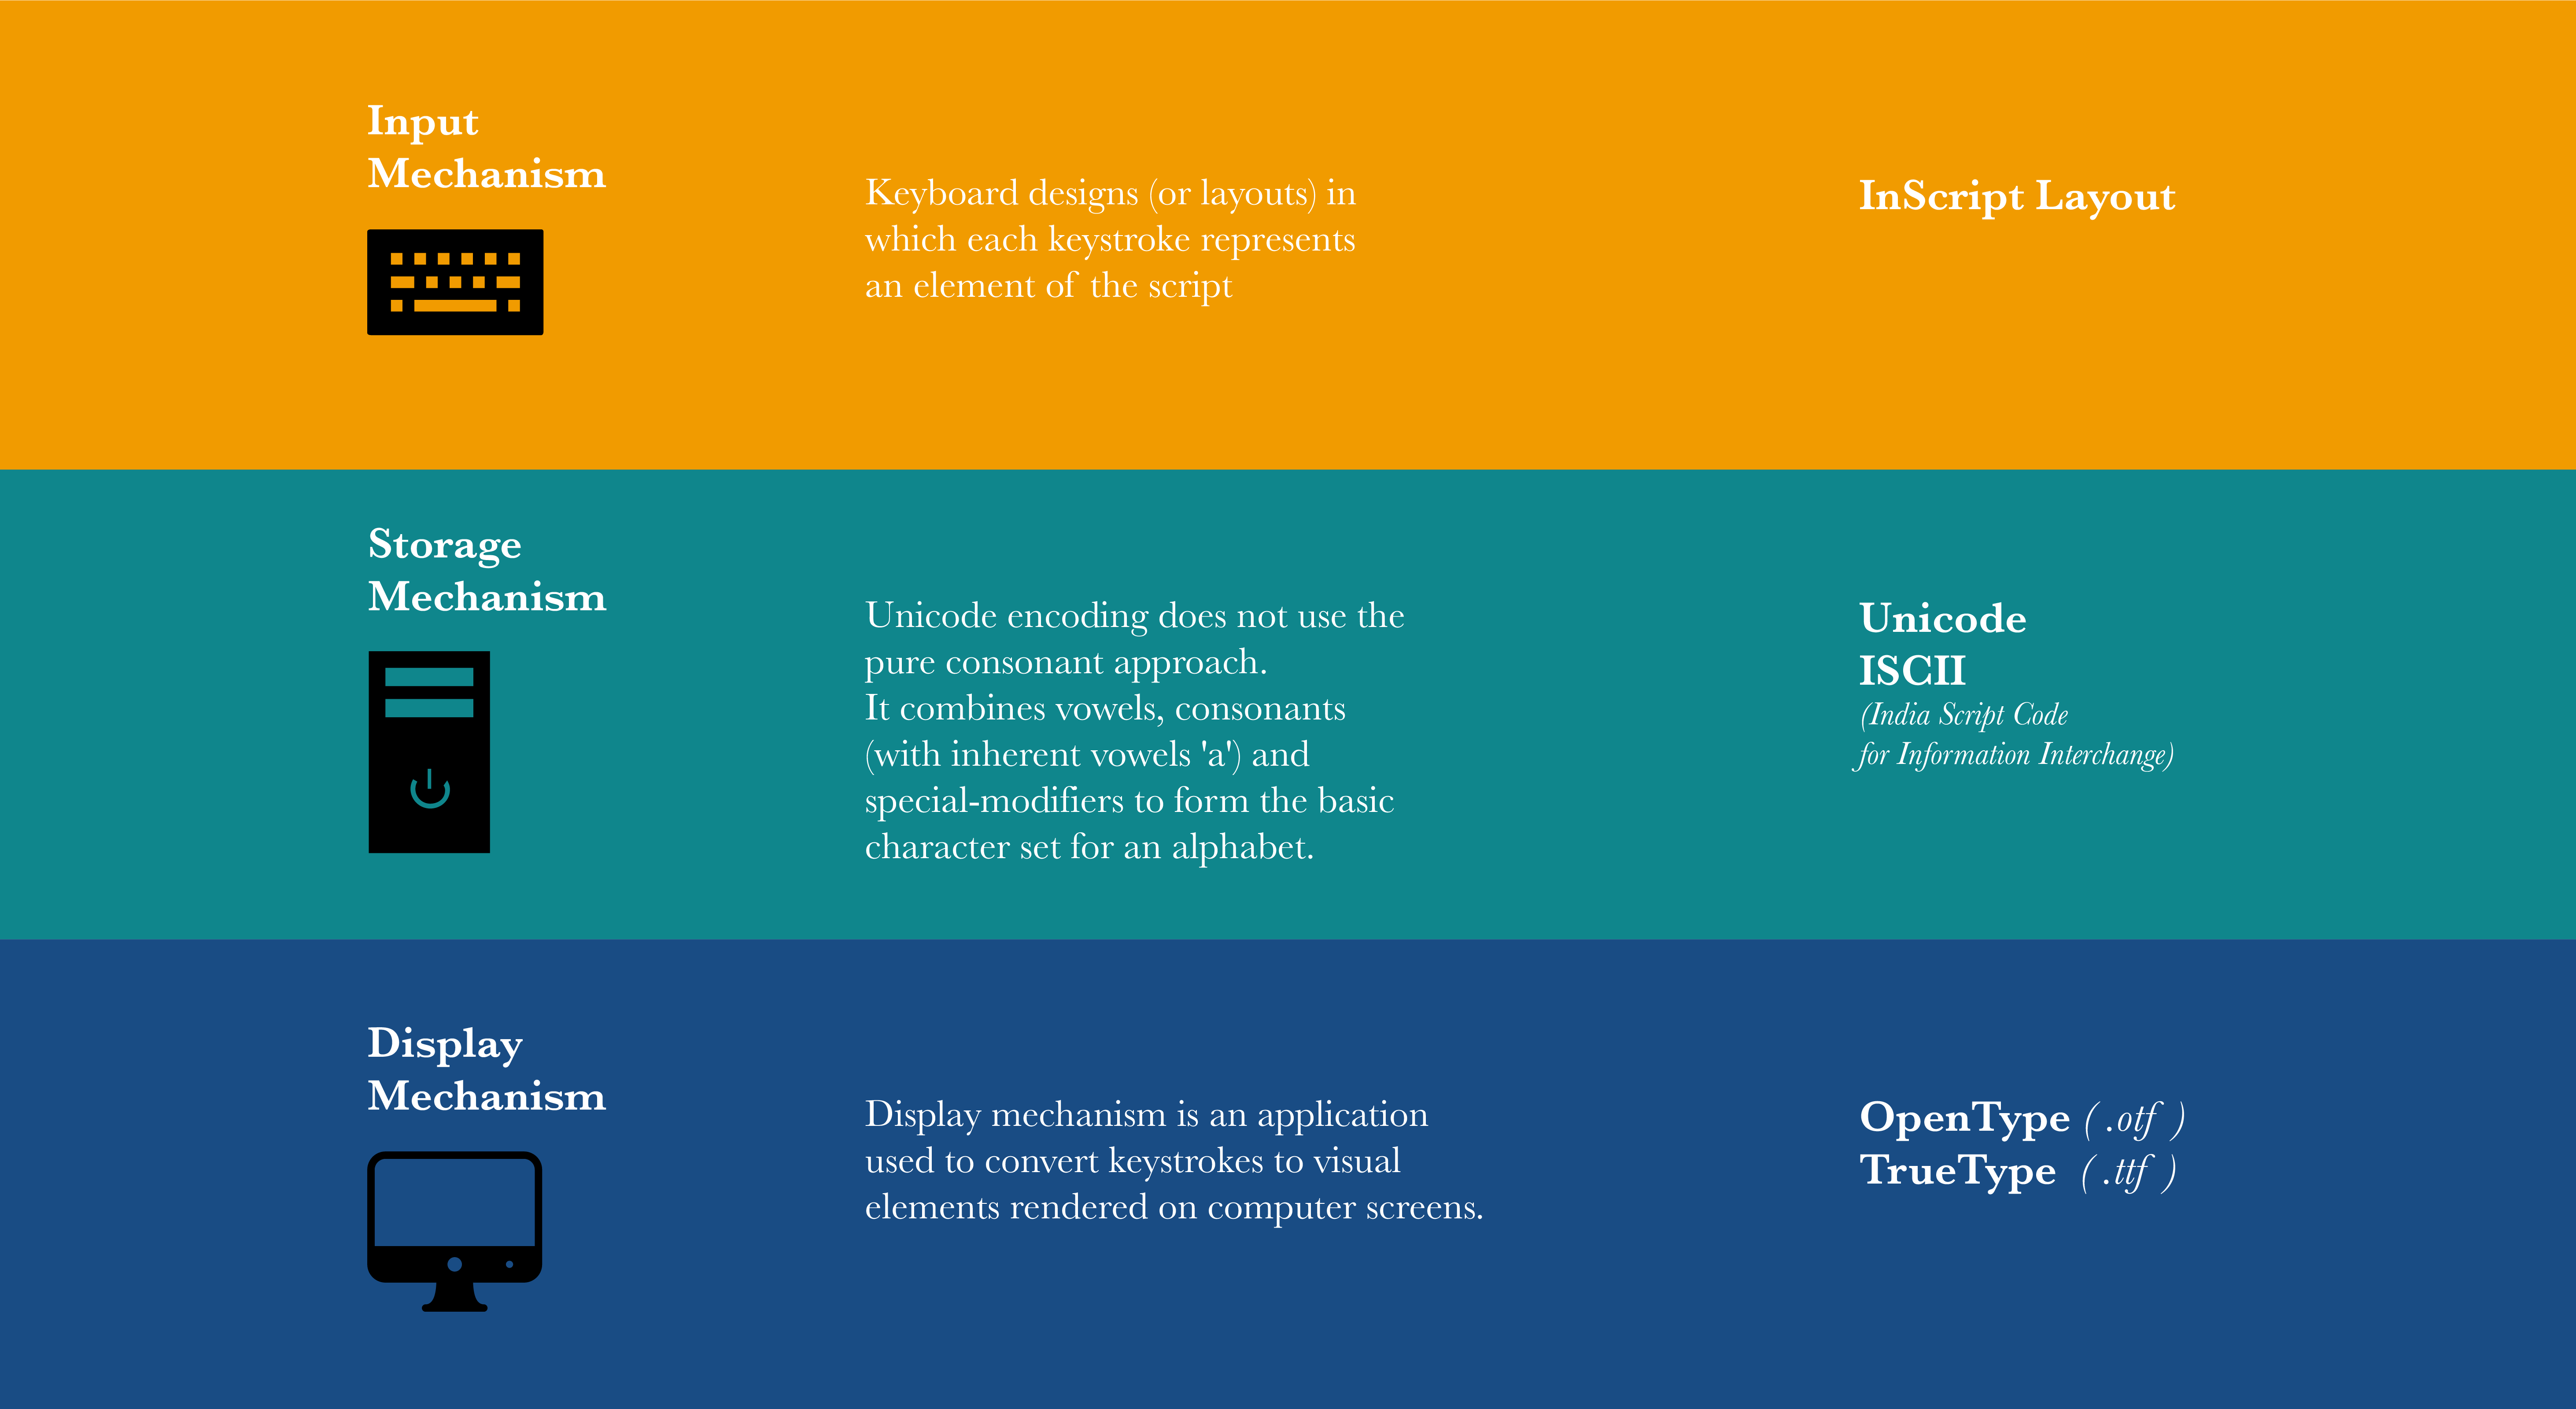 Input
Mechanism
Keyboard designs (or layouts) in
which each keystroke represents
an element of the script
InScript Layout
Storage
Mechanism
Unicode encoding does not use the
pure consonant approach.
It combines vowels, consonants
(with inherent vowels 'a') and
special-modifiers to form the basic
character set for an alphabet.
Unicode
ISCII
(India Script Code
for Information Interchange)
Display
Mechanism
Display mechanism is an application
used to convert keystrokes to visual
elements rendered on computer screens.
OpenType ( .otf )
TrueType ( .ttf )